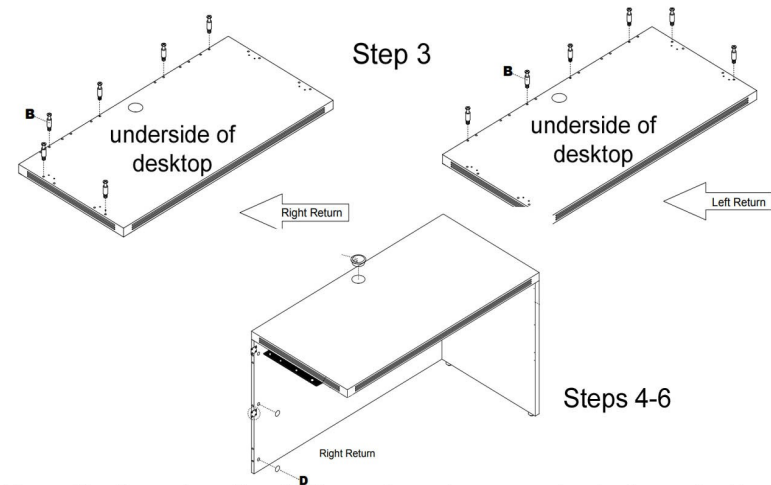 Step 3
B
B
underside of
desktop
underside of
desktop
Right Return
Left Return
Steps 4-6
Right Return
D